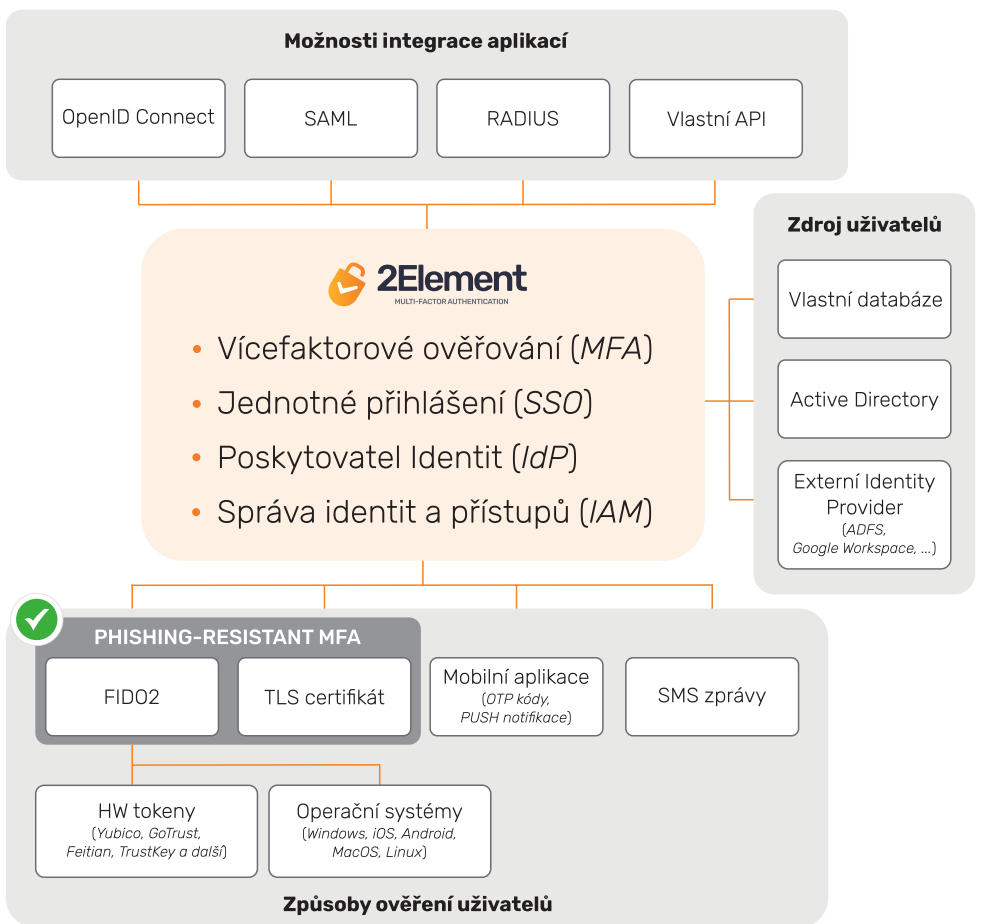 Možnosti integrace aplikací
OpenID Connect
SAML
RADIUS
Vlastní API
Zdroj uživatelů
Vlastní databáze
Active Directory
Externí Identity
Provider
(ADFS,
Google Workspace, ...)
2Element
MULTI-FACTOR AUTHENTICATION
• Vícefaktorové ověřování (MFA)
• Jednotné přihlášení (SSO)
• Poskytovatel Identit (IdP)
• Správa identit a přístupů (IAM)
PHISHING-RESISTANT MFA
FIDO2
TLS certifikát
Mobilní aplikace
(OTP kódy,
PUSH notifikace)
SMS zprávy
HW tokeny
(Yubico, GoTrust,
Feitian, TrustKey a další)
Operační systémy
(Windows, iOS, Android,
MacOS, Linux)
Způsoby ověření uživatelů